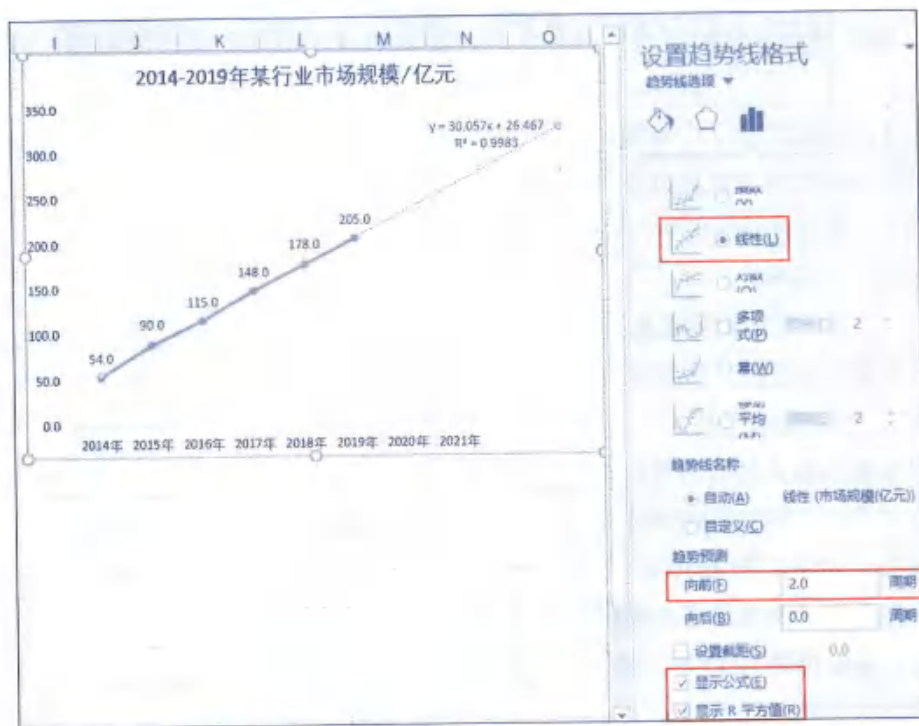 I J K L M N O
2014-2019年某行业市场规模/亿元
350.0
300.0
250.0
200.0
150.0
100.0
50.0
0.0
y = 30.057x + 26.467
R² = 0.9983
54.0
90.0
115.0
148.0
178.0
205.0
2014年 2015年 2016年 2017年 2018年 2019年 2020年 2021年
设置趋势线格式
趋势线选项
线性(L)
多项
式(P) 2
幂(W)
平均 2
趋势线名称
自动(A) 线性 (市场规模(亿元))
自定义(C)
趋势预测
向前(F) 2.0 周期
向后(B) 0.0 周期
设置截距(S) 0.0
显示公式(E)
显示 R 平方值(R)